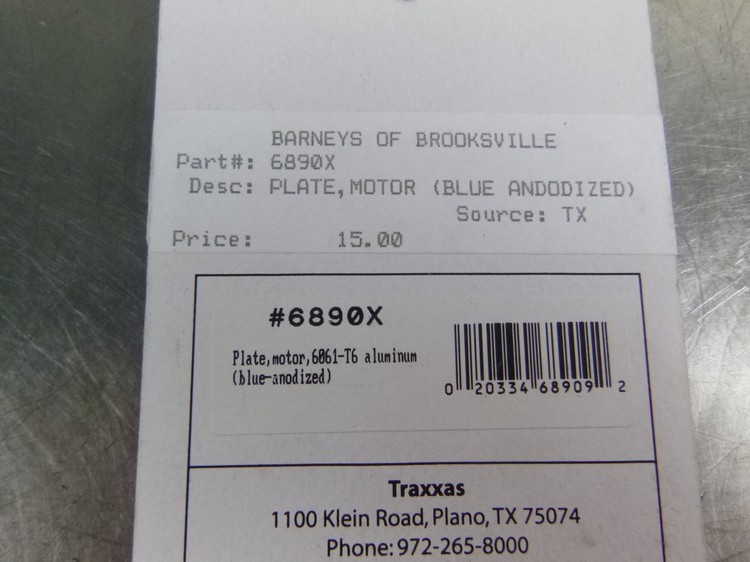 BARNEYS OF BROOKSVILLE
Part#: 6890X
Desc: PLATE,MOTOR (BLUE ANDODIZED)
Source: TX
Price: 15.00
#6890X
Plate,motor,6061-T6 aluminum
(blue-anodized)
0 20334 68909 2
Traxxas
1100 Klein Road, Plano, TX 75074
Phone: 972-265-8000